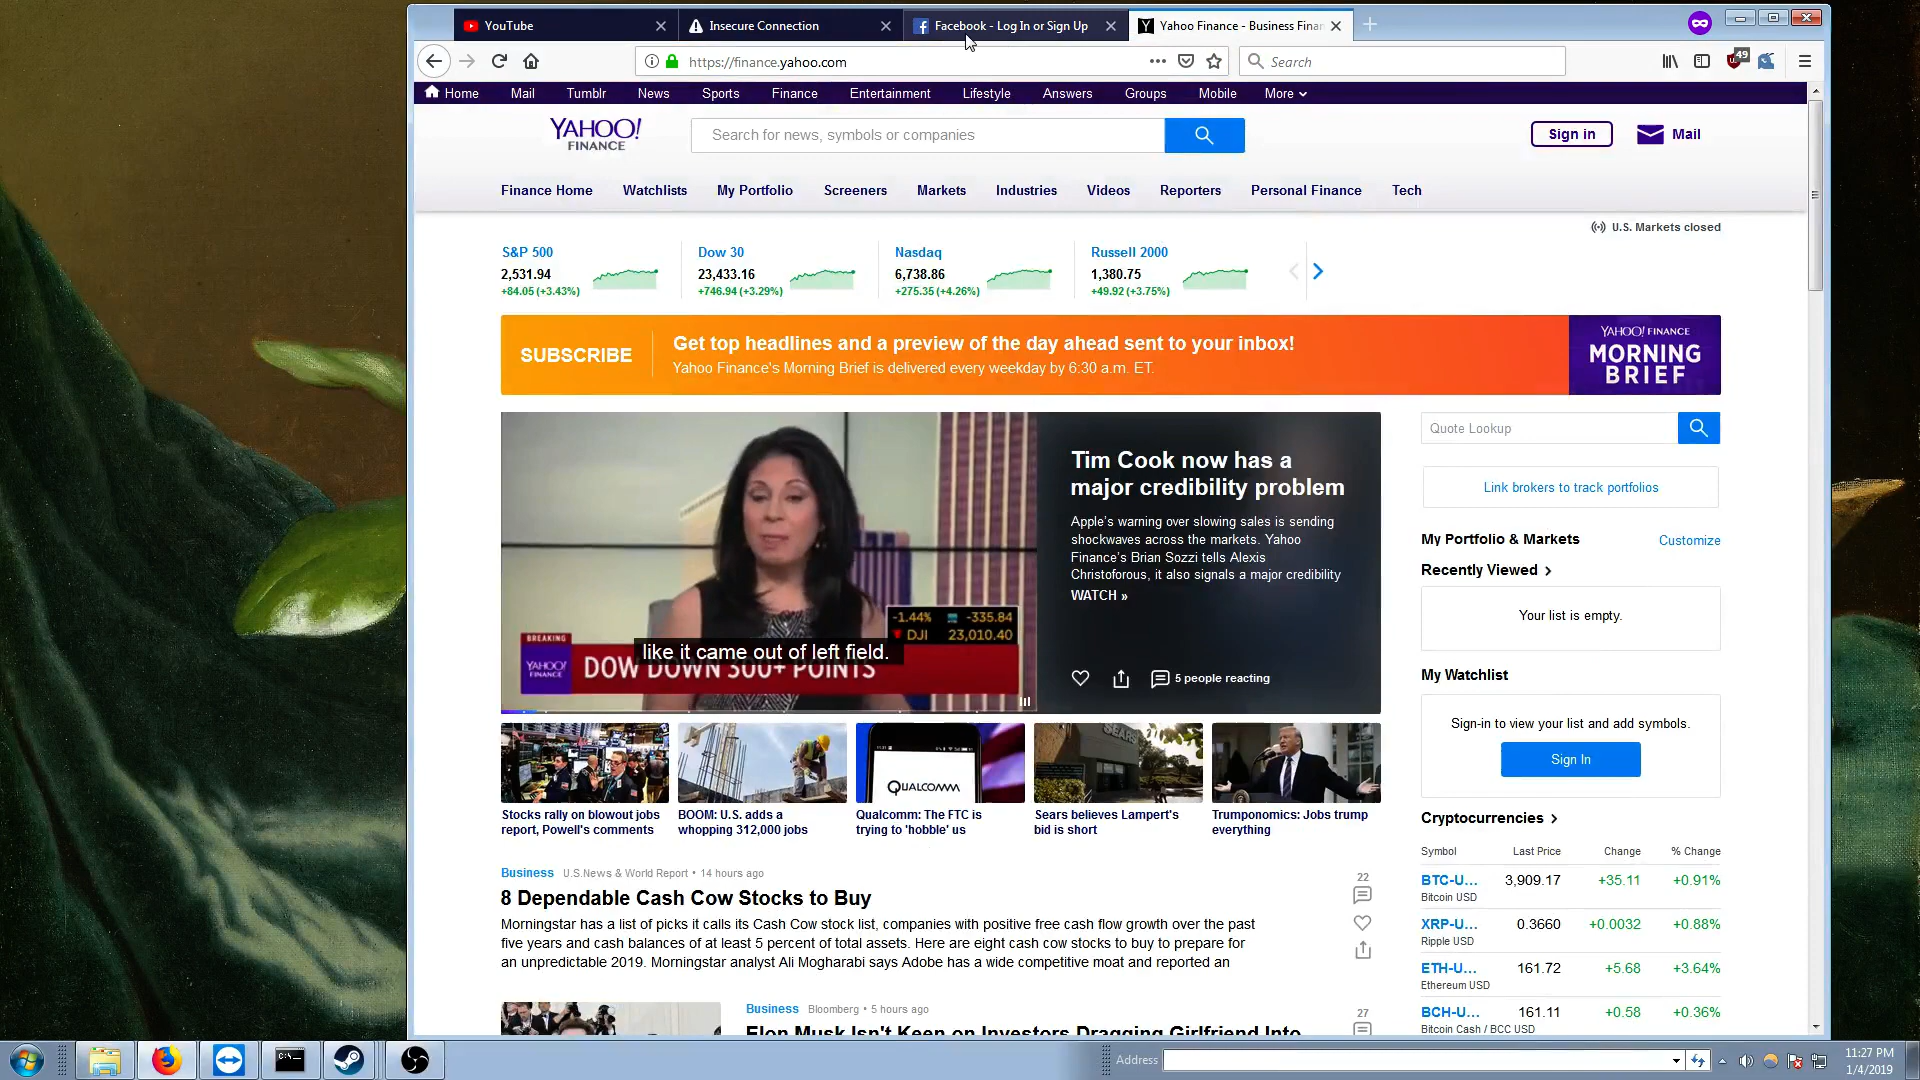 YouTube
Insecure Connection
Facebook - Log In or Sign Up
Yahoo Finance - Business Finan
https://finance.yahoo.com
Search
49
Home Mail Tumblr News Sports Finance Entertainment Lifestyle Answers Groups Mobile More
YAHOO!
FINANCE
Search for news, symbols or companies
Sign in
Mail
Finance Home Watchlists My Portfolio Screeners Markets Industries Videos Reporters Personal Finance Tech
U.S. Markets closed
S&P 500
2,531.94
+84.05 (+3.43%)
Dow 30
23,433.16
+746.94 (+3.29%)
Nasdaq
6,738.86
+275.35 (+4.26%)
Russell 2000
1,380.75
+49.92 (+3.75%)
SUBSCRIBE
Get top headlines and a preview of the day ahead sent to your inbox!
Yahoo Finance's Morning Brief is delivered every weekday by 6:30 a.m. ET.
YAHOO! FINANCE
MORNING
BRIEF
-1.44% -335.84
DJI 23,010.40
BREAKING
YAHOO!
FINANCE
like it came out of left field.
DOW DOWN 300+ POINTS
Tim Cook now has a
major credibility problem
Apple's warning over slowing sales is sending
shockwaves across the markets. Yahoo
Finance's Brian Sozzi tells Alexis
Christoforous, it also signals a major credibility
WATCH »
5 people reacting
Quote Lookup
Link brokers to track portfolios
My Portfolio & Markets
Customize
Recently Viewed
Your list is empty.
My Watchlist
Sign-in to view your list and add symbols.
Sign In
QUALCOMM
SEARS
Stocks rally on blowout jobs
report, Powell's comments
BOOM: U.S. adds a
whopping 312,000 jobs
Qualcomm: The FTC is
trying to 'hobble' us
Sears believes Lampert's
bid is short
Trumponomics: Jobs trump
everything
Cryptocurrencies
Symbol Last Price Change % Change
BTC-U... 3,909.17 +35.11 +0.91%
Bitcoin USD
XRP-U... 0.3660 +0.0032 +0.88%
Ripple USD
ETH-U... 161.72 +5.68 +3.64%
Ethereum USD
BCH-U... 161.11 +0.58 +0.36%
Bitcoin Cash / BCC USD
Business U.S.News & World Report • 14 hours ago
8 Dependable Cash Cow Stocks to Buy
Morningstar has a list of picks it calls its Cash Cow stock list, companies with positive free cash flow growth over the past
five years and cash balances of at least 5 percent of total assets. Here are eight cash cow stocks to buy to prepare for
an unpredictable 2019. Morningstar analyst Ali Mogharabi says Adobe has a wide competitive moat and reported an
22
Business Bloomberg • 5 hours ago
Elon Musk Isn't Keen on Investors Dragging Girlfriend Into
27
Address
11:27 PM
1/4/2019